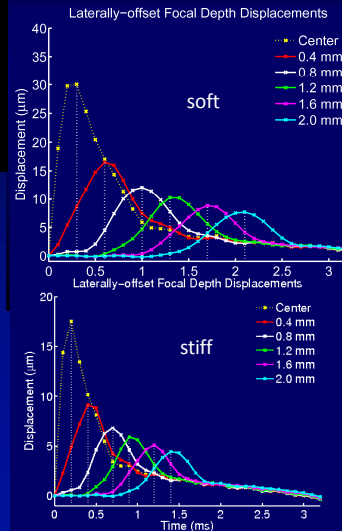 Laterally-offset Focal Depth Displacements
Displacement (μm)
40
35
30
25
20
15
10
5
0
soft
Center
0.4 mm
0.8 mm
1.2 mm
1.6 mm
2.0 mm
0 0.5 1 1.5 2 2.5 3
Laterally-offset Focal Depth Displacements
Displacement (μm)
20
15
10
5
0
stiff
Center
0.4 mm
0.8 mm
1.2 mm
1.6 mm
2.0 mm
0 0.5 1 1.5 2 2.5 3
Time (ms)